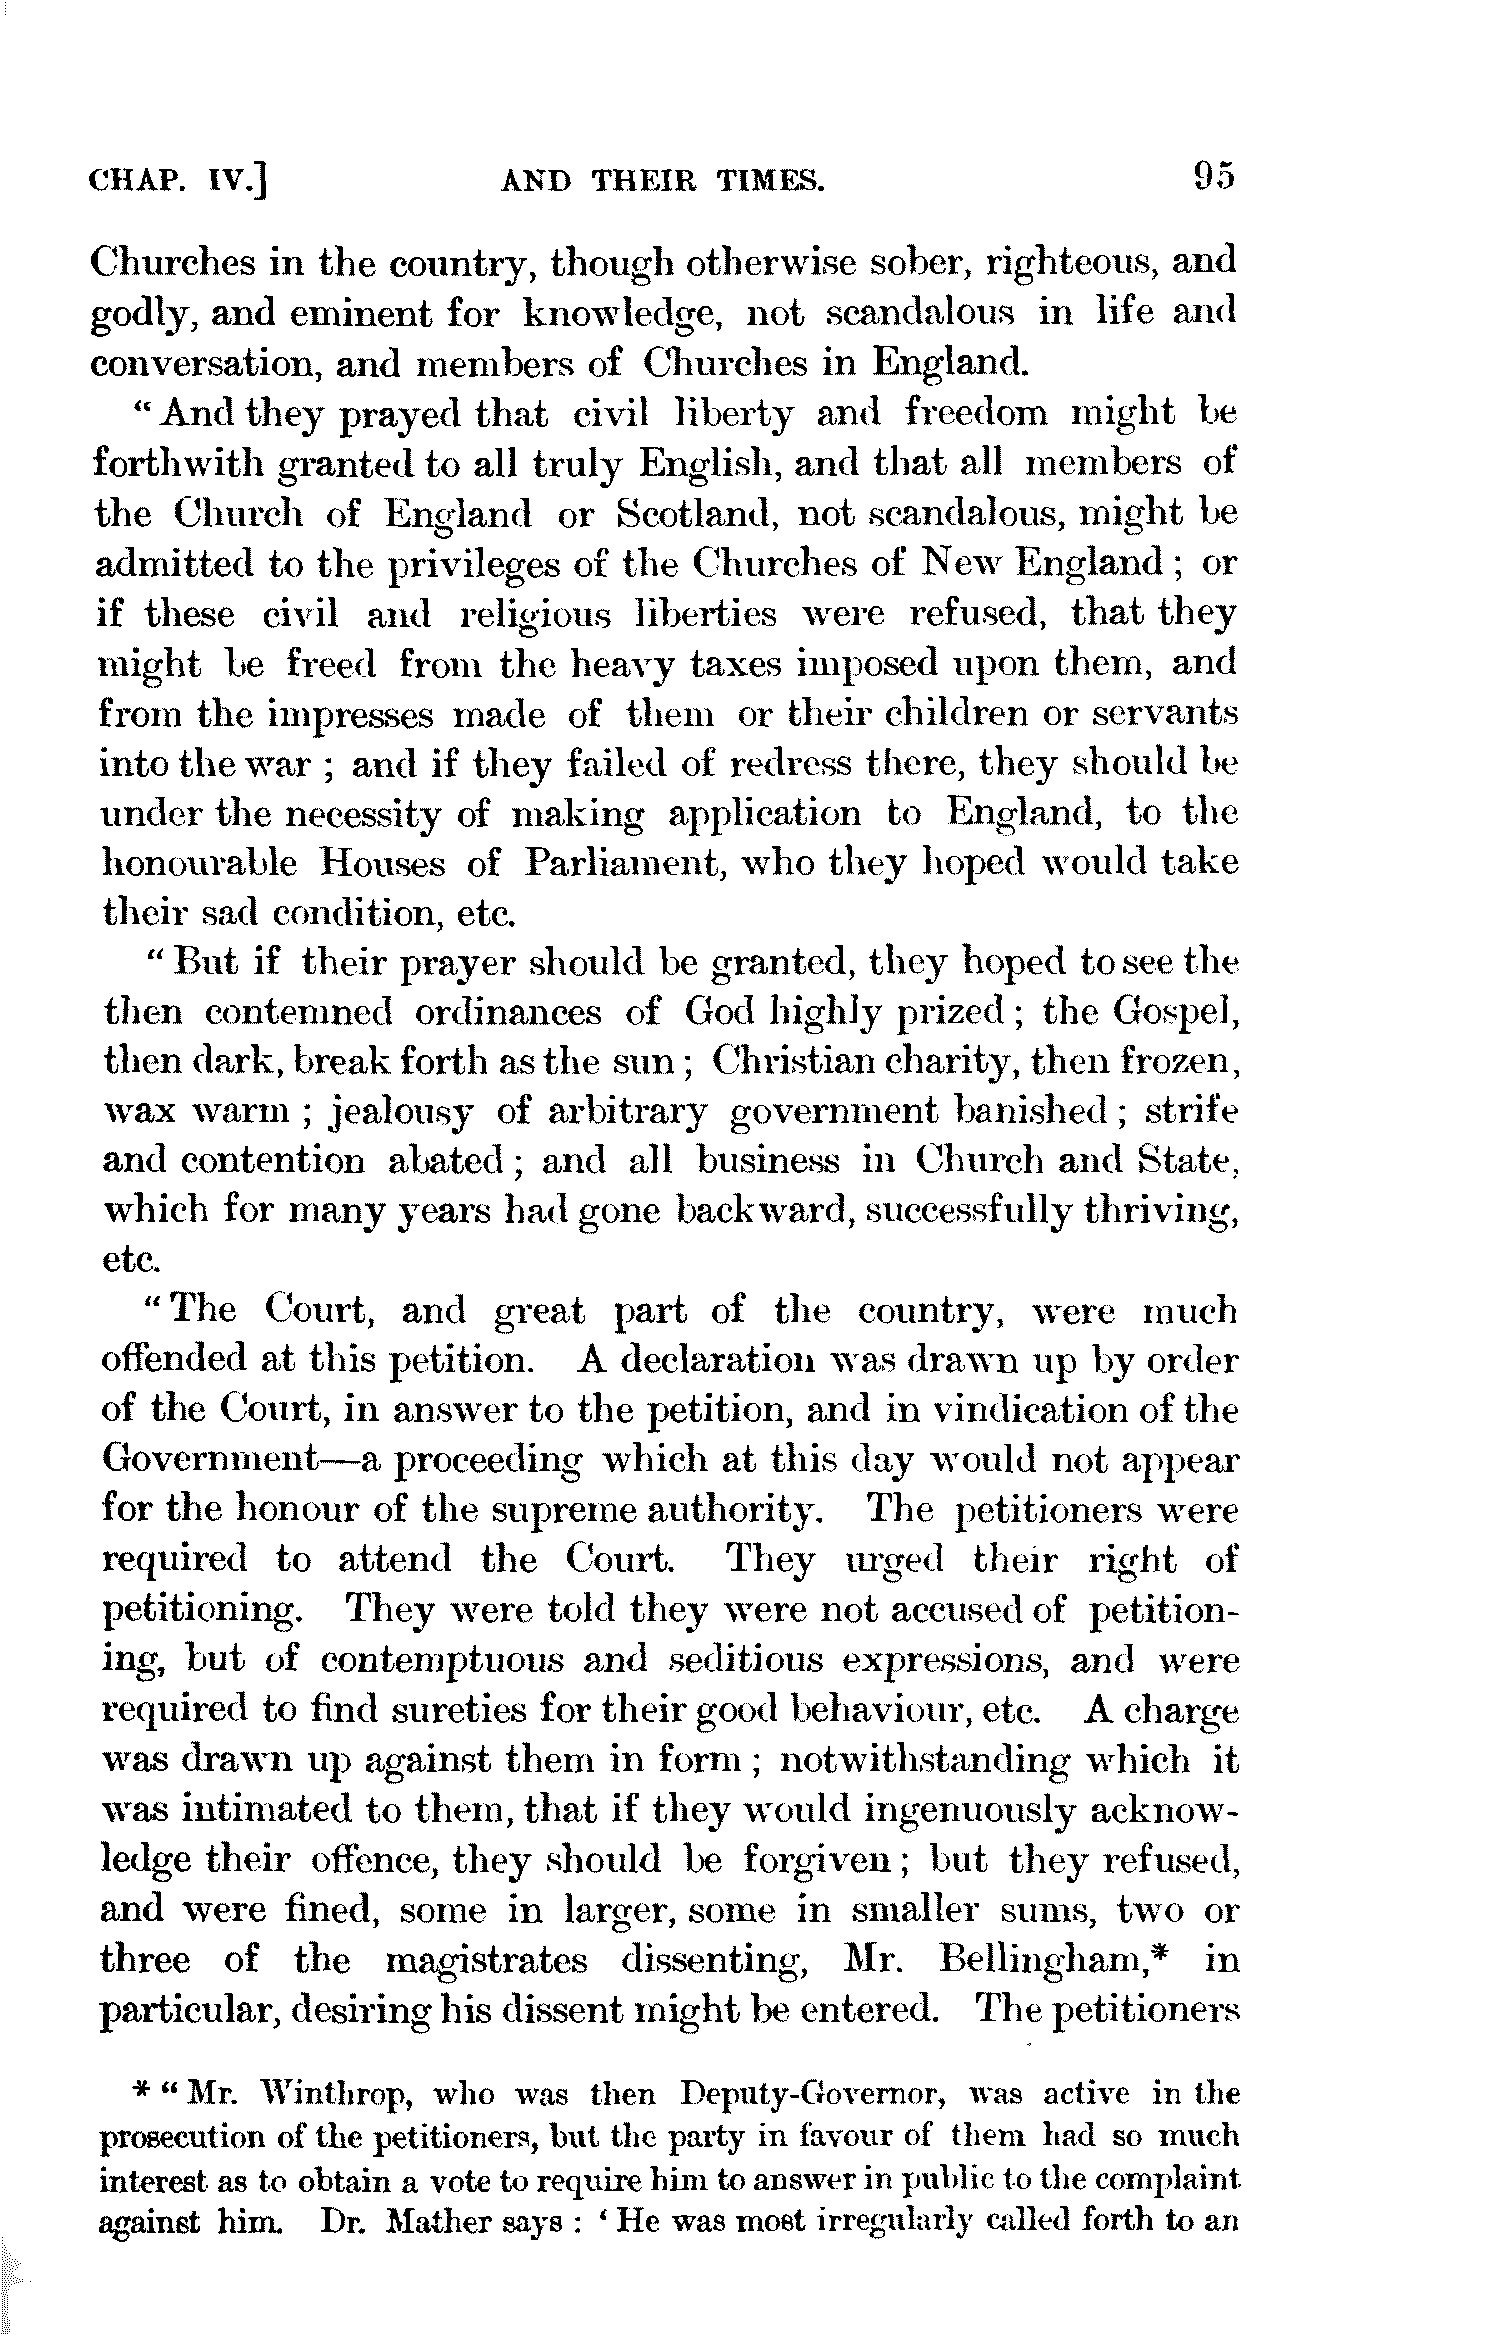 CHAP. IV.] AND THEIR TIMES. 95
Churches in the country, though otherwise sober, righteous, and
godly, and eminent for knowledge, not scandalous in life and
conversation, and members of Churches in England.
“ And they prayed that civil liberty and freedom might be
forthwith granted to all truly English, and that all members of
the Church of England or Scotland, not scandalous, might be
admitted to the privileges of the Churches of New England ; or
if these civil and religious liberties were refused, that they
might be freed from the heavy taxes imposed upon them, and
from the impresses made of them or their children or servants
into the war ; and if they failed of redress there, they should be
under the necessity of making application to England, to the
honourable Houses of Parliament, who they hoped would take
their sad condition, etc.
“ But if their prayer should be granted, they hoped to see the
then contemned ordinances of God highly prized ; the Gospel,
then dark, break forth as the sun ; Christian charity, then frozen,
wax warm ; jealousy of arbitrary government banished ; strife
and contention abated ; and all business in Church and State,
which for many years had gone backward, successfully thriving,
etc.
“ The Court, and great part of the country, were much
offended at this petition. A declaration was drawn up by order
of the Court, in answer to the petition, and in vindication of the
Government—a proceeding which at this day would not appear
for the honour of the supreme authority. The petitioners were
required to attend the Court. They urged their right of
petitioning. They were told they were not accused of petition-
ing, but of contemptuous and seditious expressions, and were
required to find sureties for their good behaviour, etc. A charge
was drawn up against them in form ; notwithstanding which it
was intimated to them, that if they would ingenuously acknow-
ledge their offence, they should be forgiven ; but they refused,
and were fined, some in larger, some in smaller sums, two or
three of the magistrates dissenting, Mr. Bellingham,* in
particular, desiring his dissent might be entered. The petitioners
* “ Mr. Winthrop, who was then Deputy-Governor, was active in the
prosecution of the petitioners, but the party in favour of them had so much
interest as to obtain a vote to require him to answer in public to the complaint
against him. Dr. Mather says : ‘ He was most irregularly called forth to an